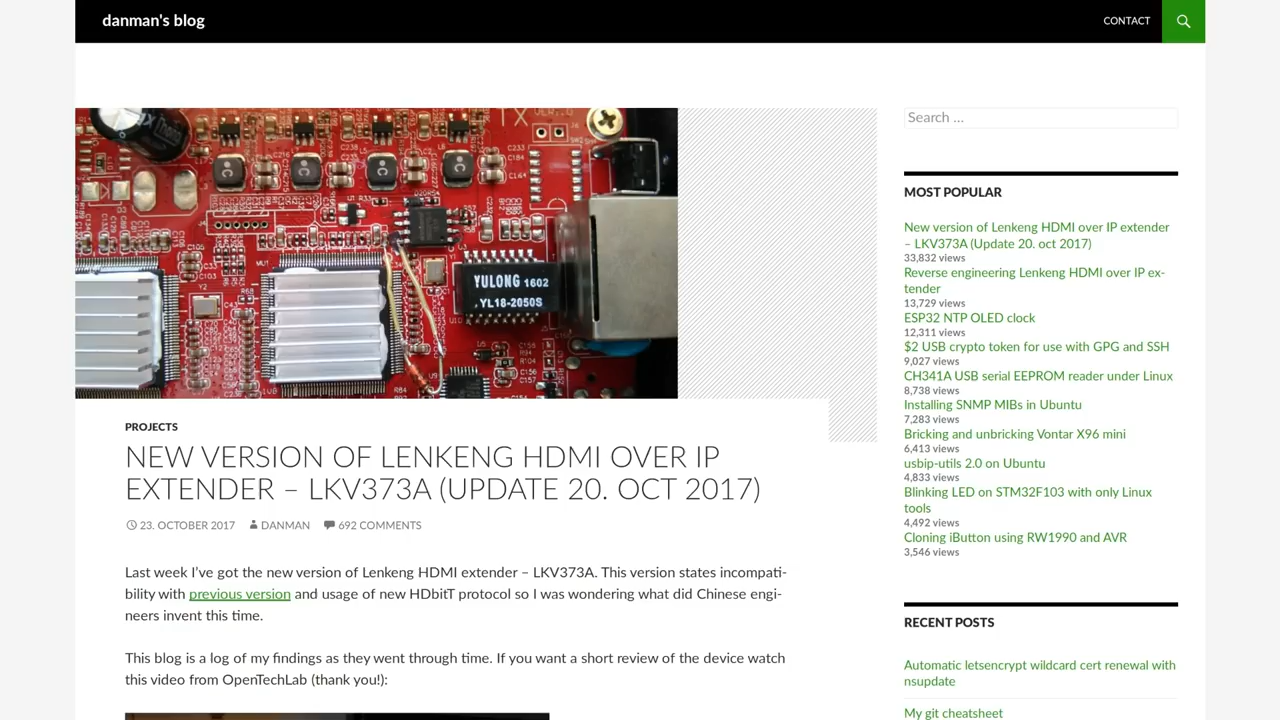 danman's blog
CONTACT
YULONG 1602
YL18-2050S
PROJECTS
NEW VERSION OF LENKENG HDMI OVER IP
EXTENDER – LKV373A (UPDATE 20. OCT 2017)
23. OCTOBER 2017 DANMAN 692 COMMENTS
Last week I've got the new version of Lenkeng HDMI extender – LKV373A. This version states incompati-
bility with previous version and usage of new HDbitT protocol so I was wondering what did Chinese engi-
neers invent this time.
This blog is a log of my findings as they went through time. If you want a short review of the device watch
this video from OpenTechLab (thank you!):
Search ...
MOST POPULAR
New version of Lenkeng HDMI over IP extender
– LKV373A (Update 20. oct 2017)
33,832 views
Reverse engineering Lenkeng HDMI over IP ex-
tender
13,729 views
ESP32 NTP OLED clock
12,311 views
$2 USB crypto token for use with GPG and SSH
9,027 views
CH341A USB serial EEPROM reader under Linux
8,738 views
Installing SNMP MIBs in Ubuntu
7,283 views
Bricking and unbricking Vontar X96 mini
6,413 views
usbip-utils 2.0 on Ubuntu
4,833 views
Blinking LED on STM32F103 with only Linux
tools
4,492 views
Cloning iButton using RW1990 and AVR
3,546 views
RECENT POSTS
Automatic letsencrypt wildcard cert renewal with
nsupdate
My git cheatsheet